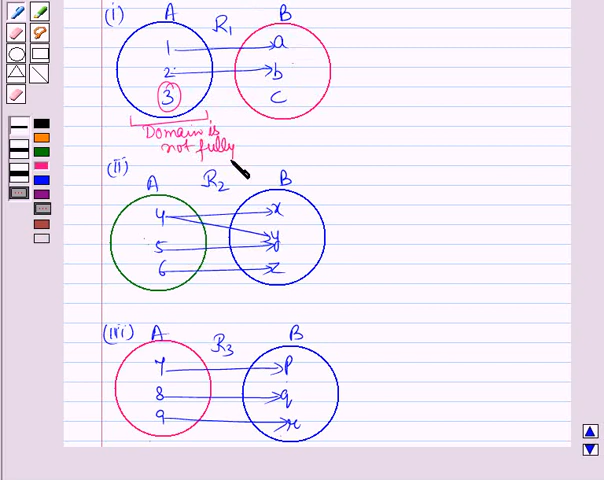 (i) A R₁ B
1 a
2 b
3 c
Domain is
not fully
(ii) A R₂ B
4 x
5 y
6 z
(iii) A R₃ B
7 p
8 q
9 r